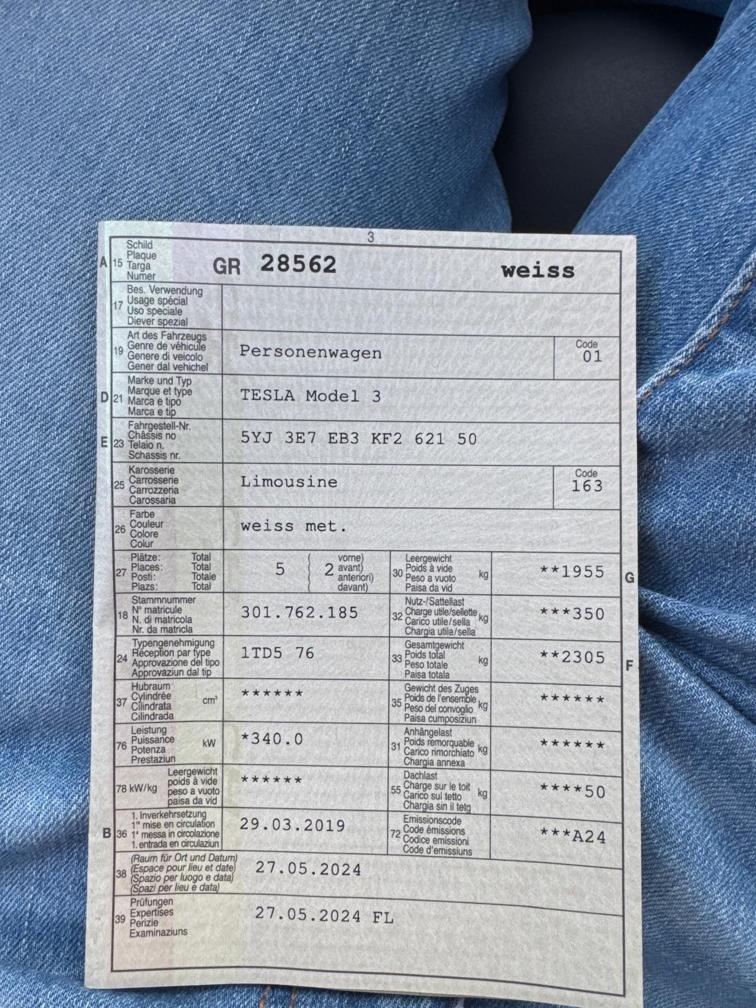 3
A 15 Schild
Plaque
Targa
Numer
GR 28562 weiss
17 Bes. Verwendung
Usage spécial
Uso speciale
Diever spezial
19 Art des Fahrzeugs
Genre de véhicule
Genere di veicolo
Gener dal vehichel
Personenwagen
Code
01
D 21 Marke und Typ
Marque et type
Marca e tipo
Marca e tip
TESLA Model 3
E 23 Fahrgestell-Nr.
Châssis no
Telaio n.
Schassis nr.
5YJ 3E7 EB3 KF2 621 50
25 Karosserie
Carrosserie
Carrozzeria
Carossaria
Limousine
Code
163
26 Farbe
Couleur
Colore
Colur
weiss met.
27 Plätze: Total
Places: Total
Posti: Totale
Plazs: Total
5 ( 2 vorne)
avant)
anteriori)
davant)
30 Leergewicht
Poids à vide
Peso a vuoto
Paisa da vid
kg
**1955
G
18 Stammnummer
N° matricule
N. di matricola
Nr. da matricla
301.762.185
32 Nutz-/Sattellast
Charge utile/sellette
Carico utile/sella
Chargia utila/sella
kg
***350
24 Typengenehmigung
Réception par type
Approvazione del tipo
Approvaziun dal tip
1TD5 76
33 Gesamtgewicht
Poids total
Peso totale
Paisa totala
kg
**2305
F
37 Hubraum
Cylindrée
Cilindrata
Cilindrada
cm³
******
35 Gewicht des Zuges
Poids de l'ensemble
Peso del convoglio
Paisa cumposiziun
kg
******
76 Leistung
Puissance
Potenza
Prestaziun
kW
*340.0
31 Anhängelast
Poids remorquable
Carico rimorchiato
Chargia annexa
kg
******
78 kW/kg Leergewicht
poids à vide
peso a vuoto
paisa da vid
******
55 Dachlast
Charge sur le toit
Carico sul tetto
Chargia sin il tetg
kg
****50
B 36 1. Inverkehrsetzung
1re mise en circulation
1a messa in circolazione
1. entrada en circulaziun
29.03.2019
72 Emissionscode
Code émissions
Codice emissioni
Code d'emissiuns
***A24
38 (Raum für Ort und Datum)
(Espace pour lieu et date)
(Spazio per luogo e data)
(Spazi per lieu e data)
27.05.2024
39 Prüfungen
Expertises
Perizie
Examinaziuns
27.05.2024 FL